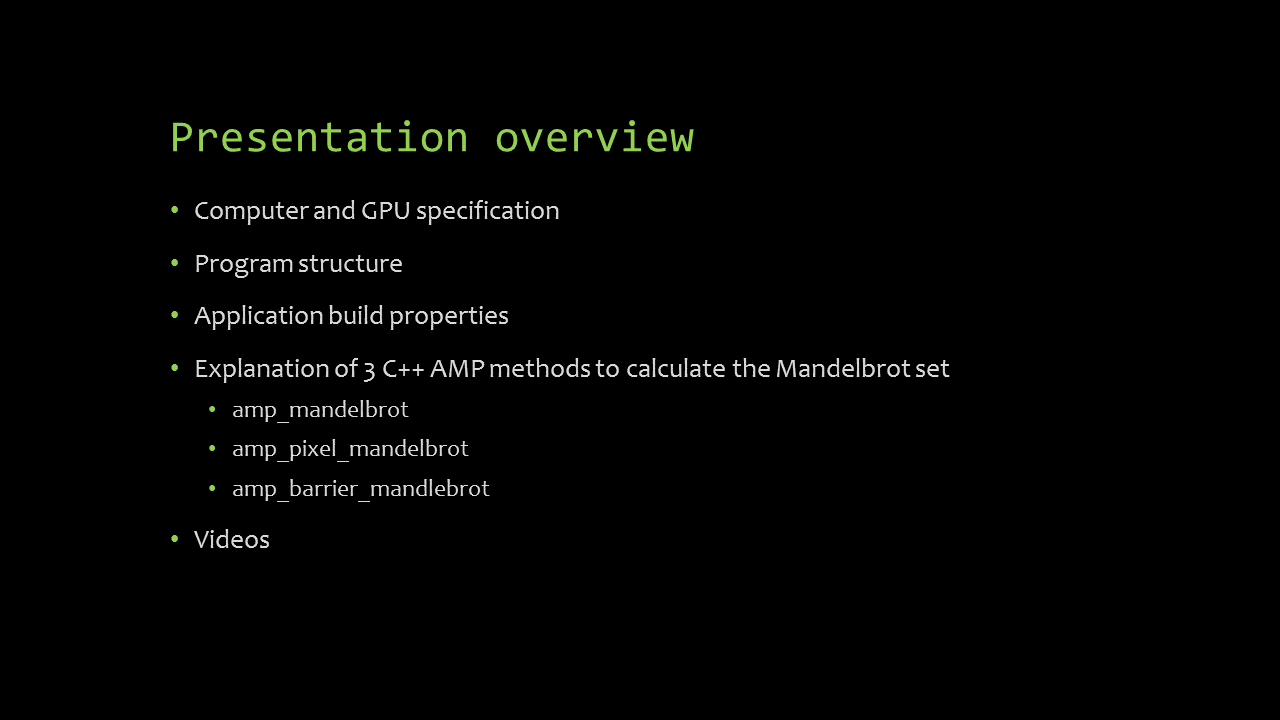 Presentation overview
• Computer and GPU specification
• Program structure
• Application build properties
• Explanation of 3 C++ AMP methods to calculate the Mandelbrot set
• amp_mandelbrot
• amp_pixel_mandelbrot
• amp_barrier_mandlebrot
• Videos